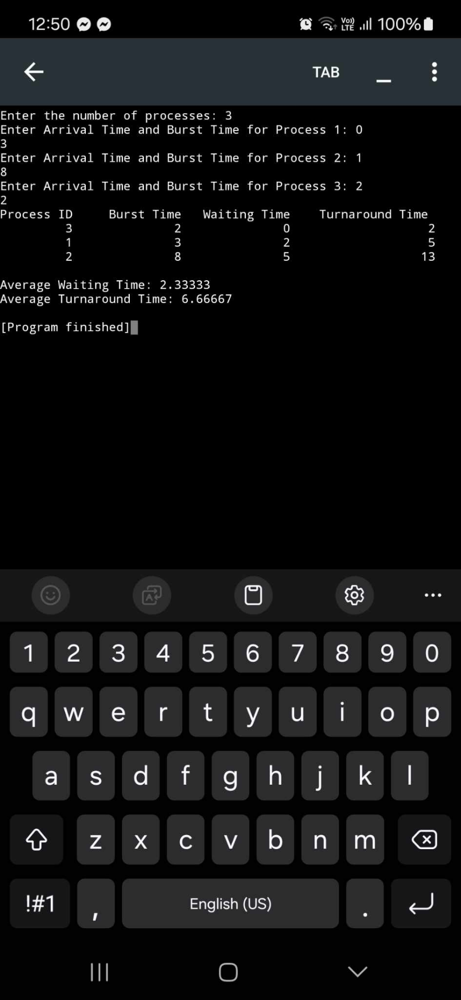 12:50 Vo)) LTE 100%
TAB
Enter the number of processes: 3
Enter Arrival Time and Burst Time for Process 1: 0
3
Enter Arrival Time and Burst Time for Process 2: 1
8
Enter Arrival Time and Burst Time for Process 3: 2
2
Process ID Burst Time Waiting Time Turnaround Time
3 2 0 2
1 3 2 5
2 8 5 13
Average Waiting Time: 2.33333
Average Turnaround Time: 6.66667
[Program finished]
A
1 2 3 4 5 6 7 8 9 0
q w e r t y u i o p
a s d f g h j k l
z x c v b n m
!#1 , English (US) .